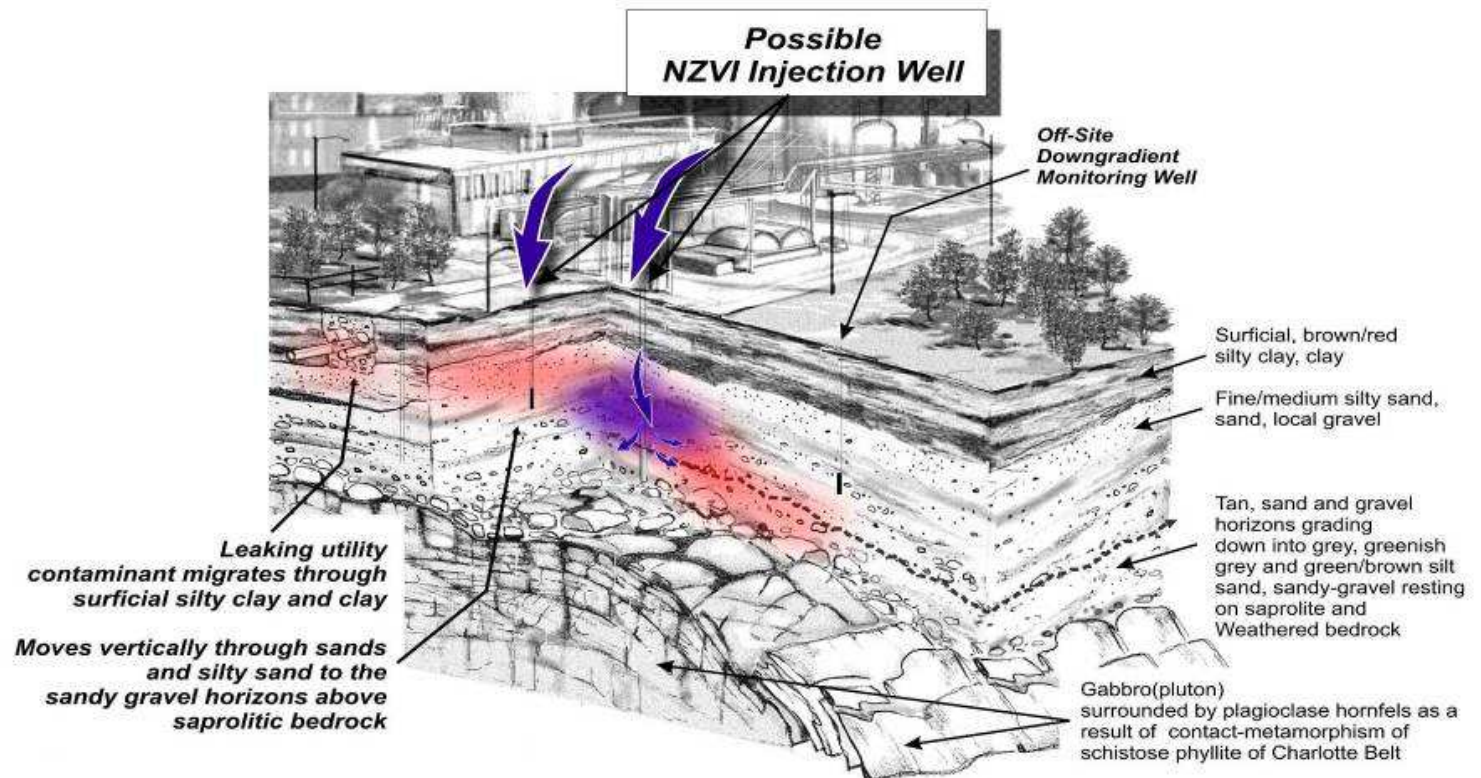 Possible
NZVI Injection Well
Off-Site
Downgradient
Monitoring Well
Surficial, brown/red
silty clay, clay
Fine/medium silty sand,
sand, local gravel
Tan, sand and gravel
horizons grading
down into grey, greenish
grey and green/brown silt
sand, sandy-gravel resting
on saprolite and
Weathered bedrock
Leaking utility
contaminant migrates through
surficial silty clay and clay
Moves vertically through sands
and silty sand to the
sandy gravel horizons above
saprolitic bedrock
Gabbro(pluton)
surrounded by plagioclase hornfels as a
result of contact-metamorphism of
schistose phyllite of Charlotte Belt